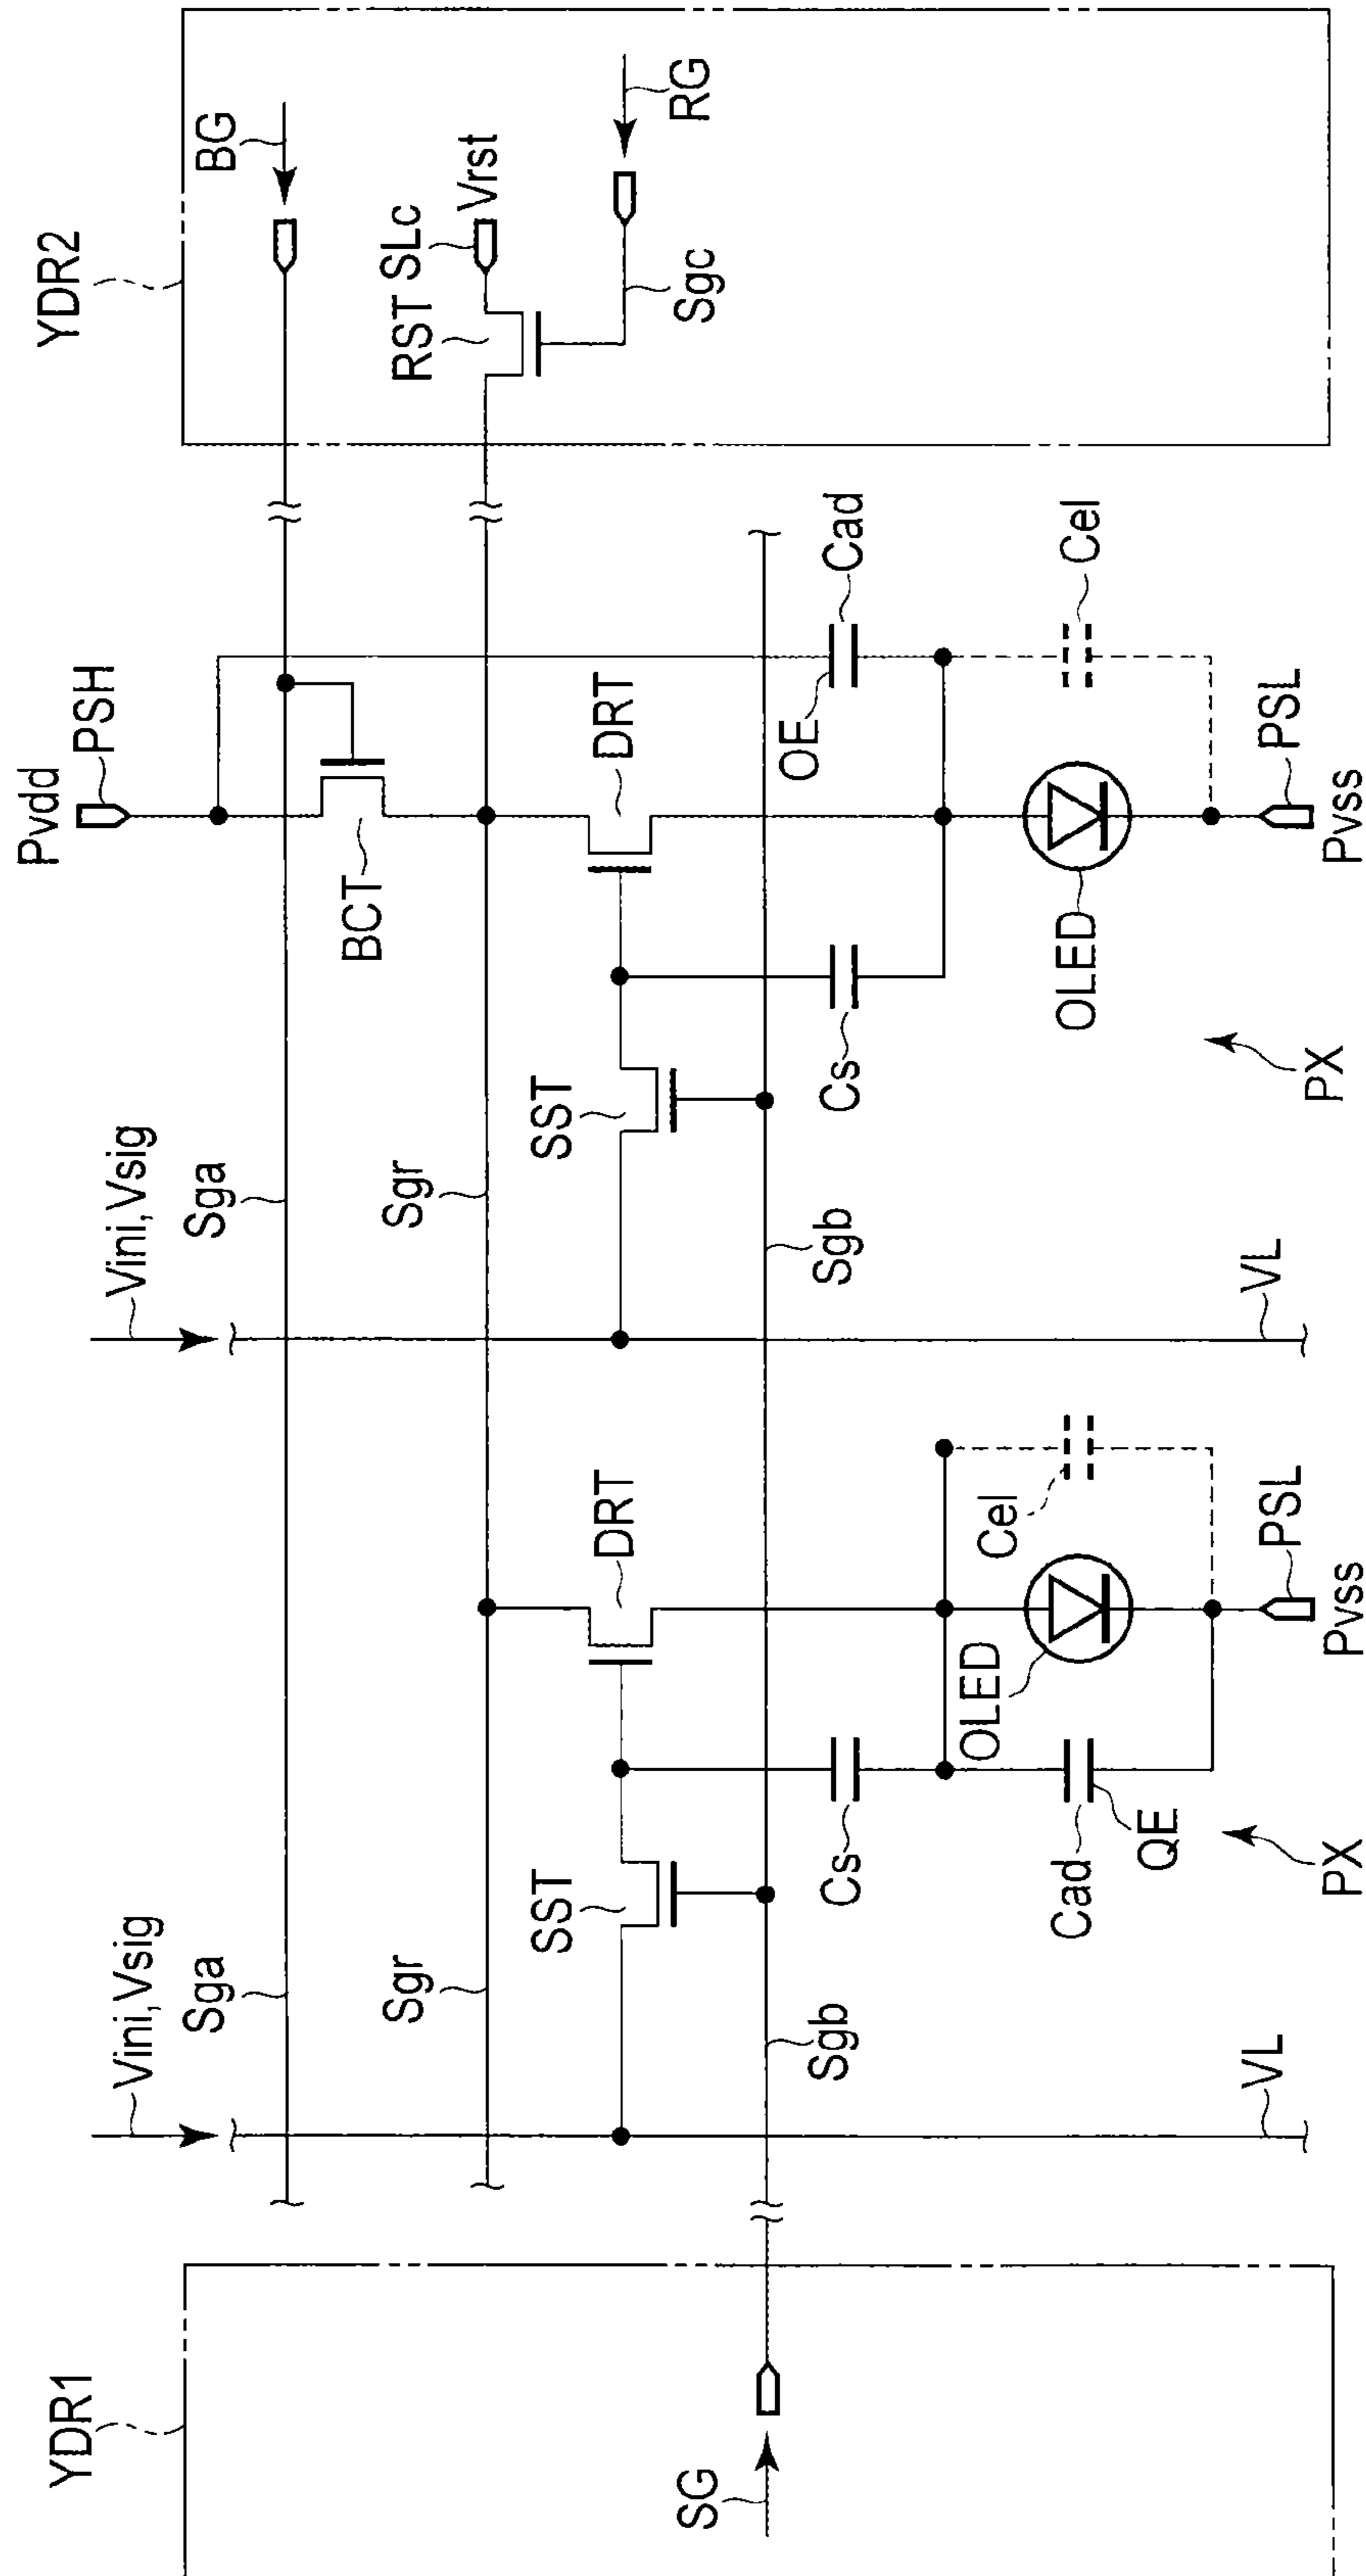 YDR1
SG
Vini,Vsig
Sga
Sgr
SST
DRT
Sgb
Cs
OLED
Cel
Cad
QE
VL
PX
PSL
Pvss
Vini,Vsig
Sga
Sgr
Pvdd
PSH
BCT
SST
DRT
Sgb
Cs
OE
Cad
OLED
Cel
VL
PX
PSL
Pvss
YDR2
BG
RST
SLc
Vrst
Sgc
RG